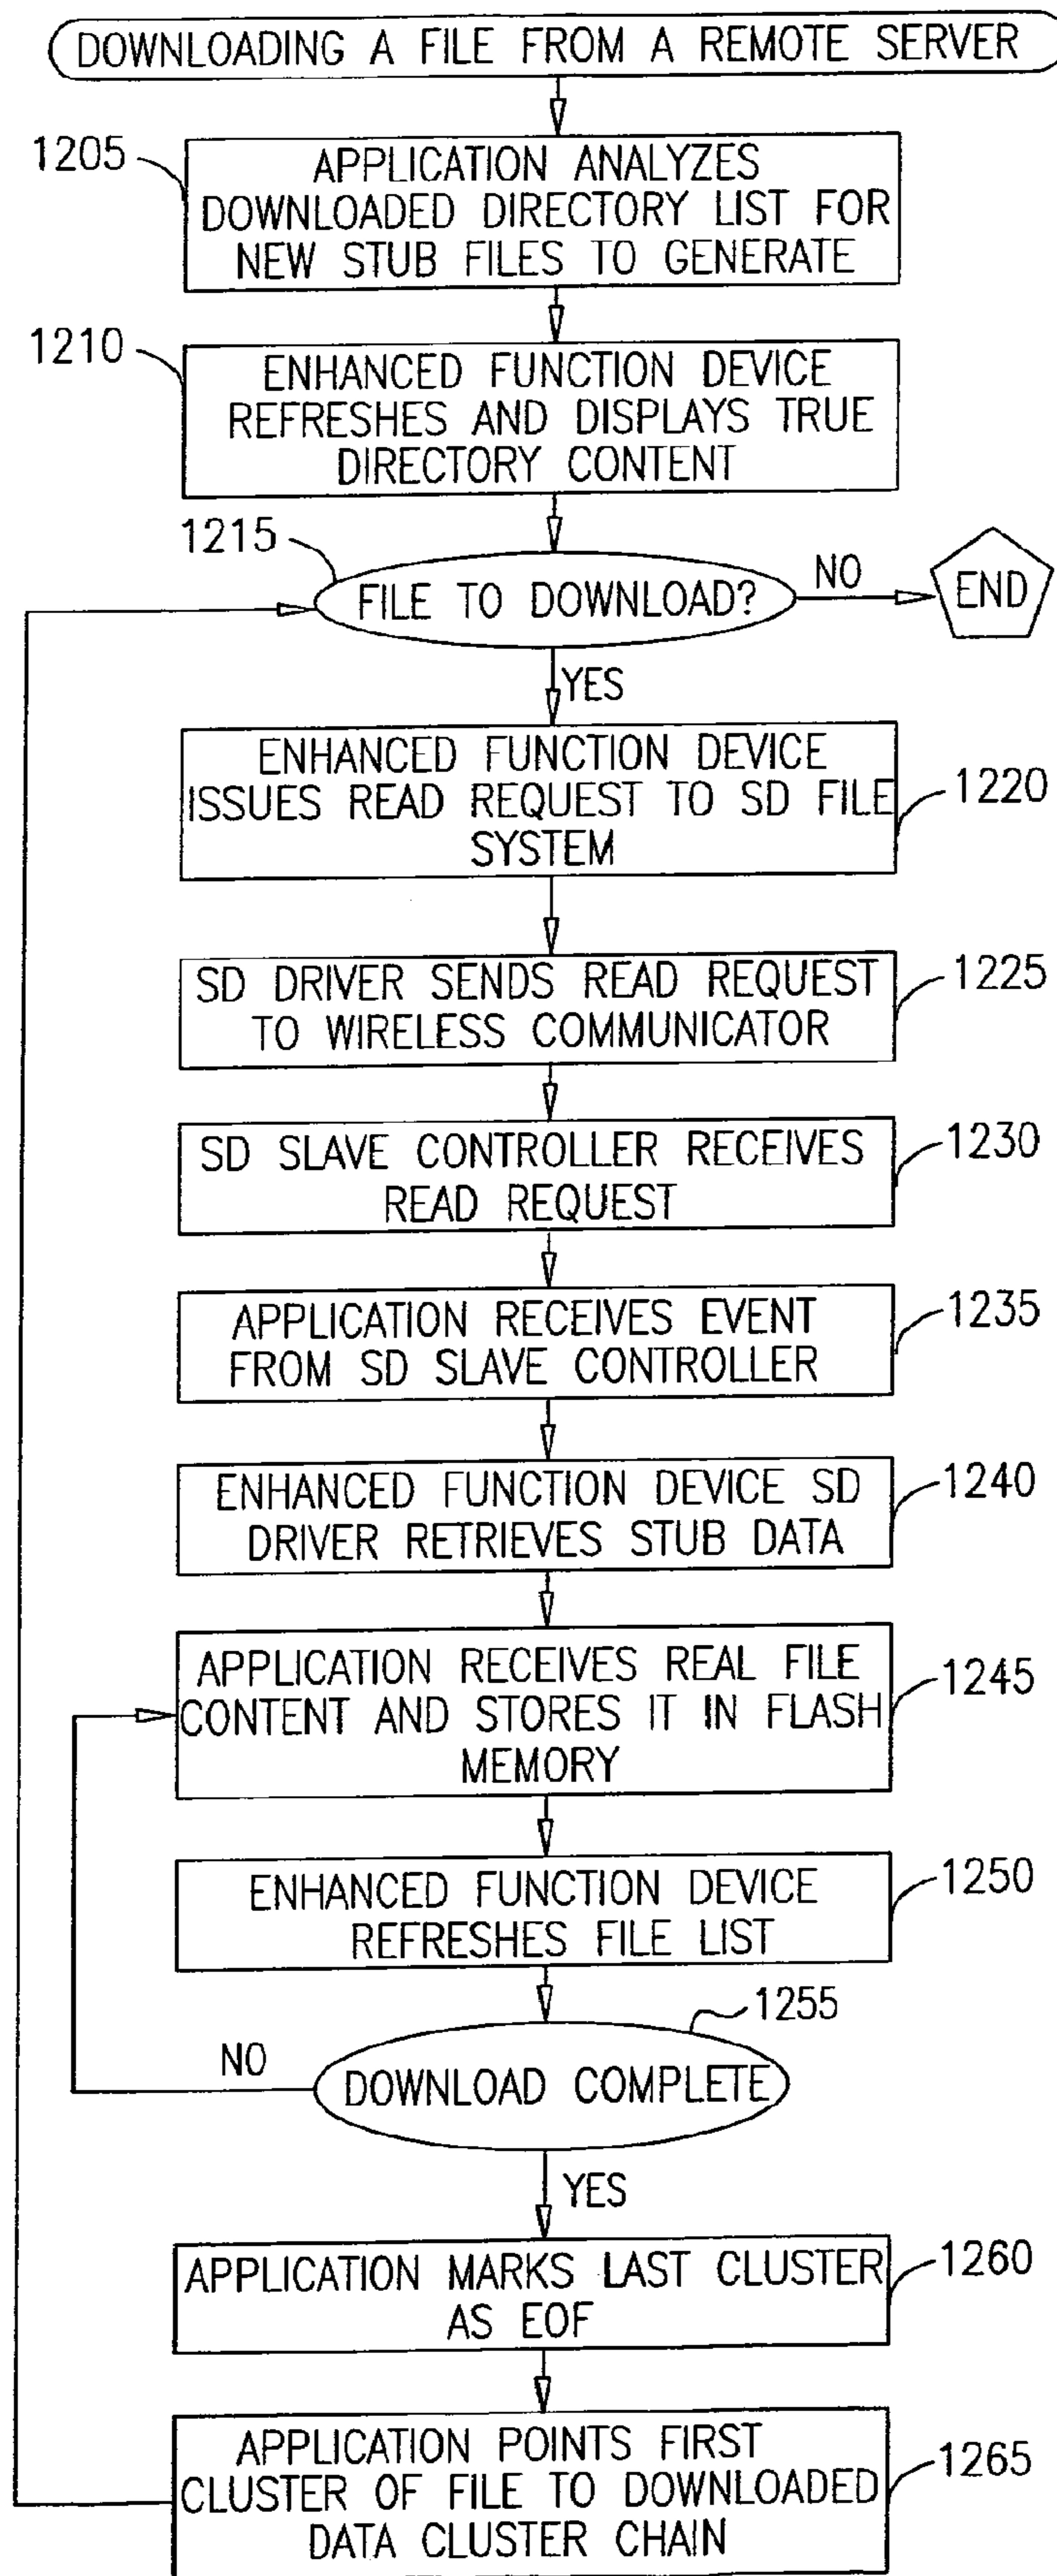 DOWNLOADING A FILE FROM A REMOTE SERVER
1205
APPLICATION ANALYZES
DOWNLOADED DIRECTORY LIST FOR
NEW STUB FILES TO GENERATE
1210
ENHANCED FUNCTION DEVICE
REFRESHES AND DISPLAYS TRUE
DIRECTORY CONTENT
1215
FILE TO DOWNLOAD?
NO
END
YES
ENHANCED FUNCTION DEVICE
ISSUES READ REQUEST TO SD FILE
SYSTEM
1220
SD DRIVER SENDS READ REQUEST
TO WIRELESS COMMUNICATOR
1225
SD SLAVE CONTROLLER RECEIVES
READ REQUEST
1230
APPLICATION RECEIVES EVENT
FROM SD SLAVE CONTROLLER
1235
ENHANCED FUNCTION DEVICE SD
DRIVER RETRIEVES STUB DATA
1240
APPLICATION RECEIVES REAL FILE
CONTENT AND STORES IT IN FLASH
MEMORY
1245
ENHANCED FUNCTION DEVICE
REFRESHES FILE LIST
1250
1255
NO
DOWNLOAD COMPLETE
YES
APPLICATION MARKS LAST CLUSTER
AS EOF
1260
APPLICATION POINTS FIRST
CLUSTER OF FILE TO DOWNLOADED
DATA CLUSTER CHAIN
1265